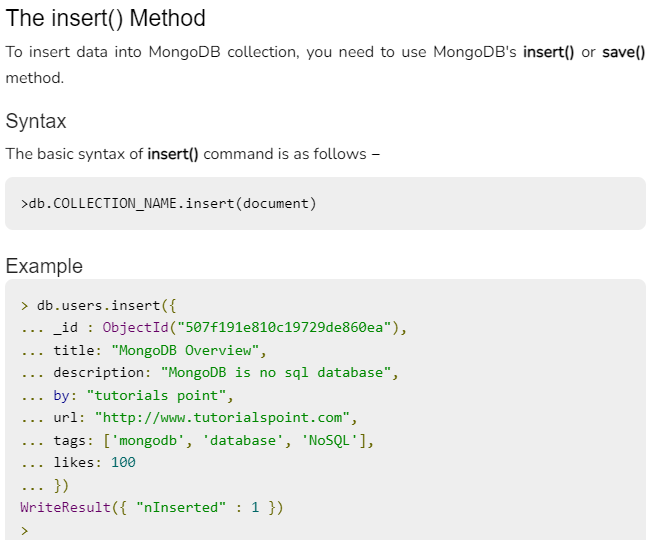 The insert() Method
To insert data into MongoDB collection, you need to use MongoDB's insert() or save()
method.
Syntax
The basic syntax of insert() command is as follows −
>db.COLLECTION_NAME.insert(document)
Example
> db.users.insert({
... _id : ObjectId("507f191e810c19729de860ea"),
... title: "MongoDB Overview",
... description: "MongoDB is no sql database",
... by: "tutorials point",
... url: "http://www.tutorialspoint.com",
... tags: ['mongodb', 'database', 'NoSQL'],
... likes: 100
... })
WriteResult({ "nInserted" : 1 })
>